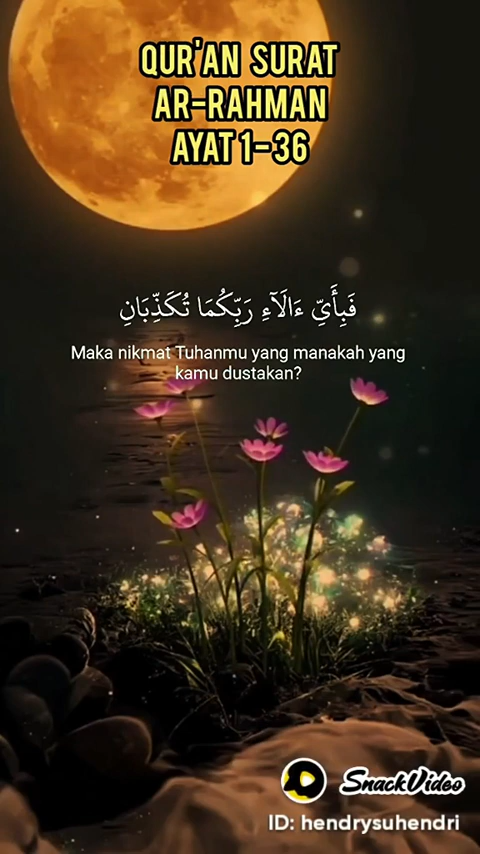 QUR'AN SURAT
AR-RAHMAN
AYAT 1-36
فَبِأَيِّ ءَالَآءِ رَبِّكُمَا تُكَذِّبَانِ
Maka nikmat Tuhanmu yang manakah yang
kamu dustakan?
SnackVideo
ID: hendrysuhendri